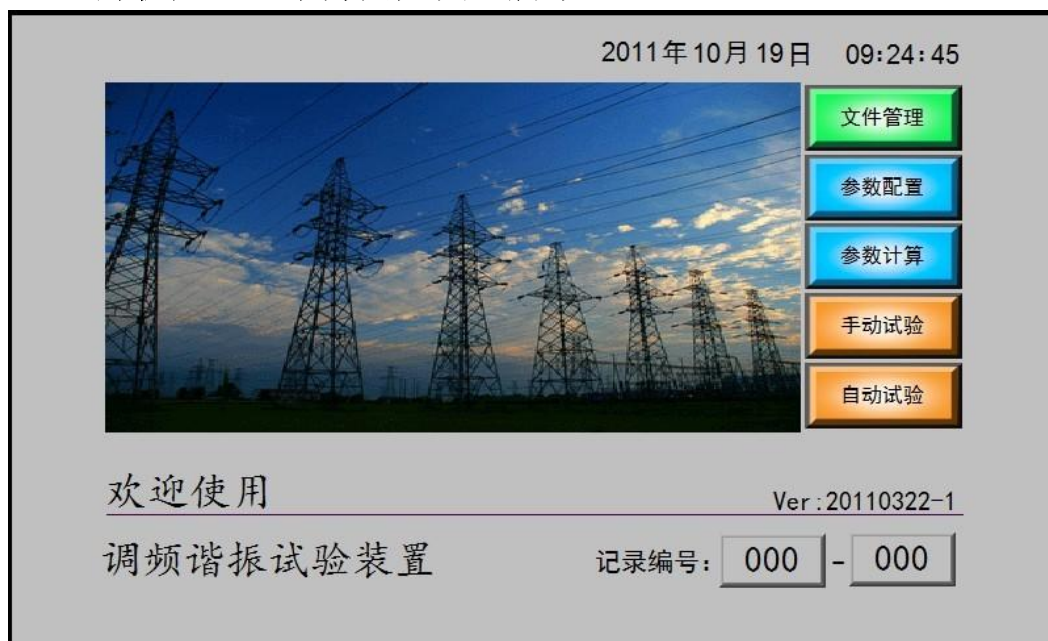 2011年10月19日 09:24:45
文件管理
参数配置
参数计算
手动试验
自动试验
欢迎使用
Ver:20110322-1
调频谐振试验装置
记录编号: 000 - 000